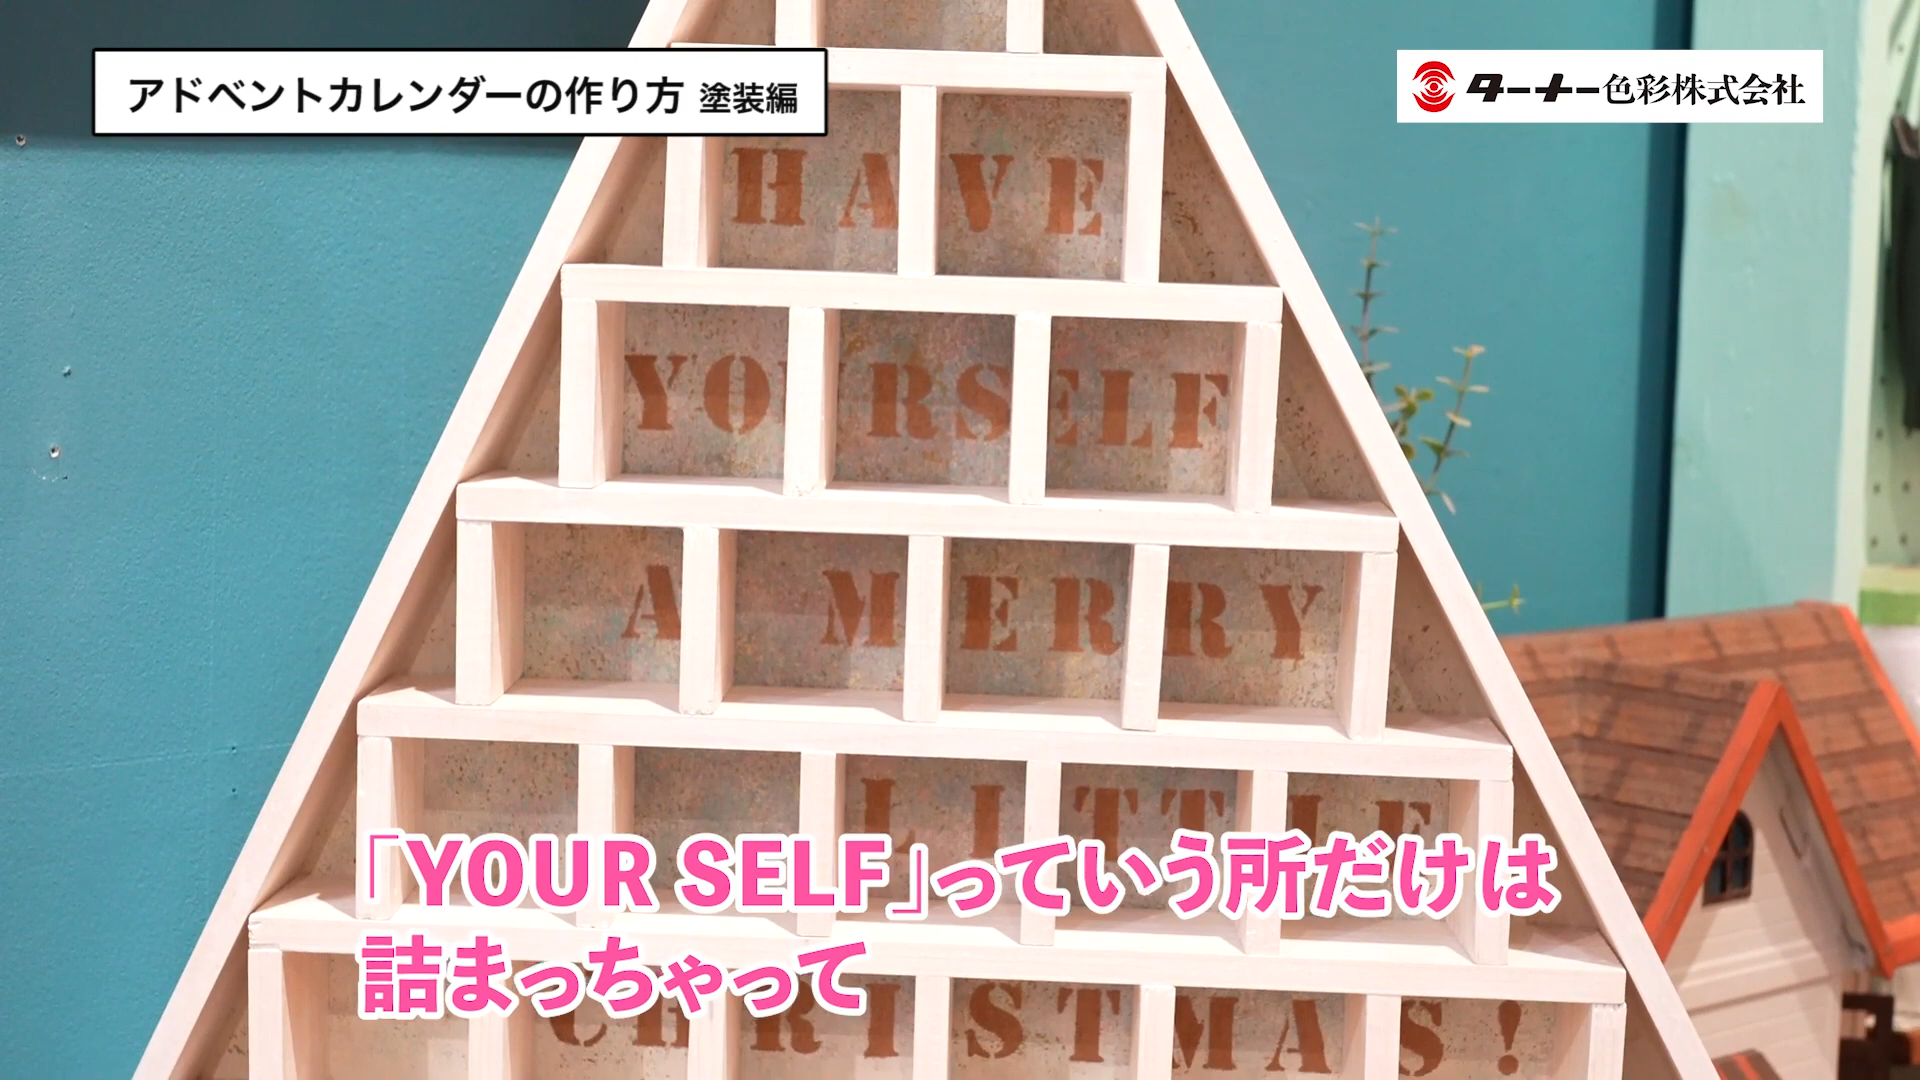 アドベントカレンダーの作り方 塗装編
ターナー色彩株式会社
HAVE
YOURSELF
A MERRY
LITTLE
「YOUR SELF」っていう所だけは
詰まっちゃって
CHRISTMAS!